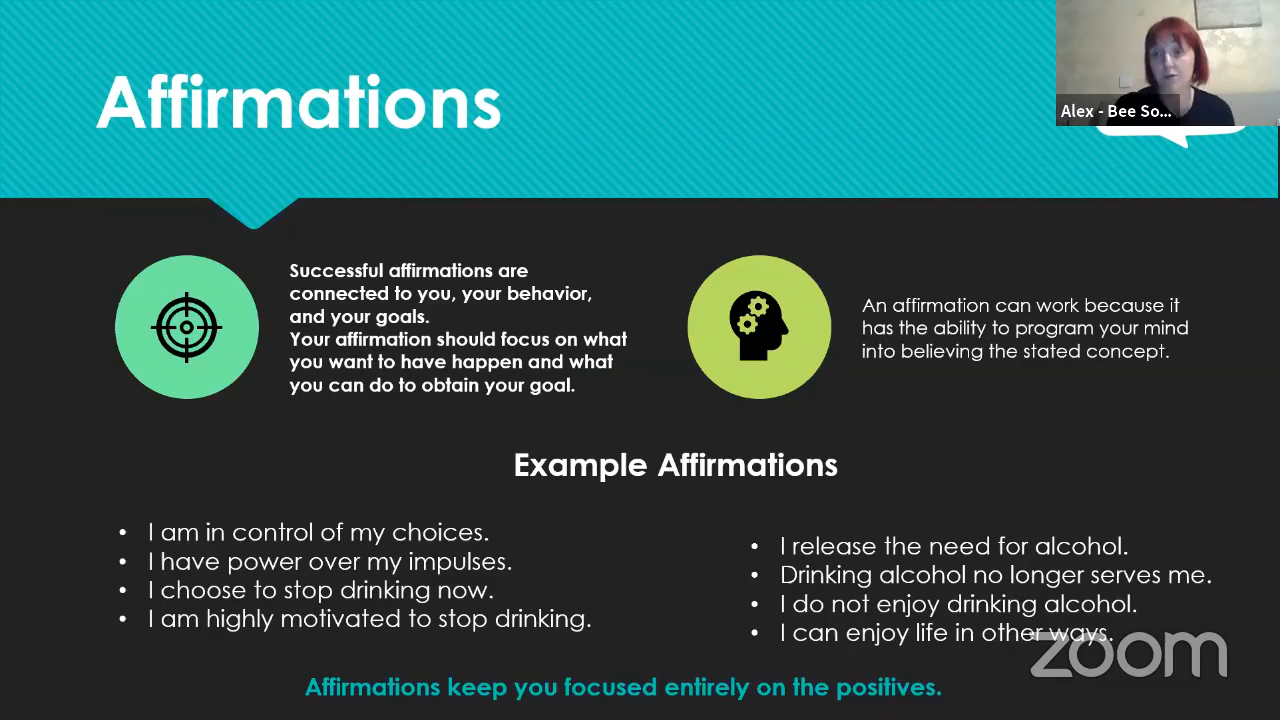 Affirmations
Alex - Bee So...
Successful affirmations are
connected to you, your behavior,
and your goals.
Your affirmation should focus on what
you want to have happen and what
you can do to obtain your goal.
An affirmation can work because it
has the ability to program your mind
into believing the stated concept.
Example Affirmations
• I am in control of my choices.
• I have power over my impulses.
• I choose to stop drinking now.
• I am highly motivated to stop drinking.
• I release the need for alcohol.
• Drinking alcohol no longer serves me.
• I do not enjoy drinking alcohol.
• I can enjoy life in other ways.
zoom
Affirmations keep you focused entirely on the positives.